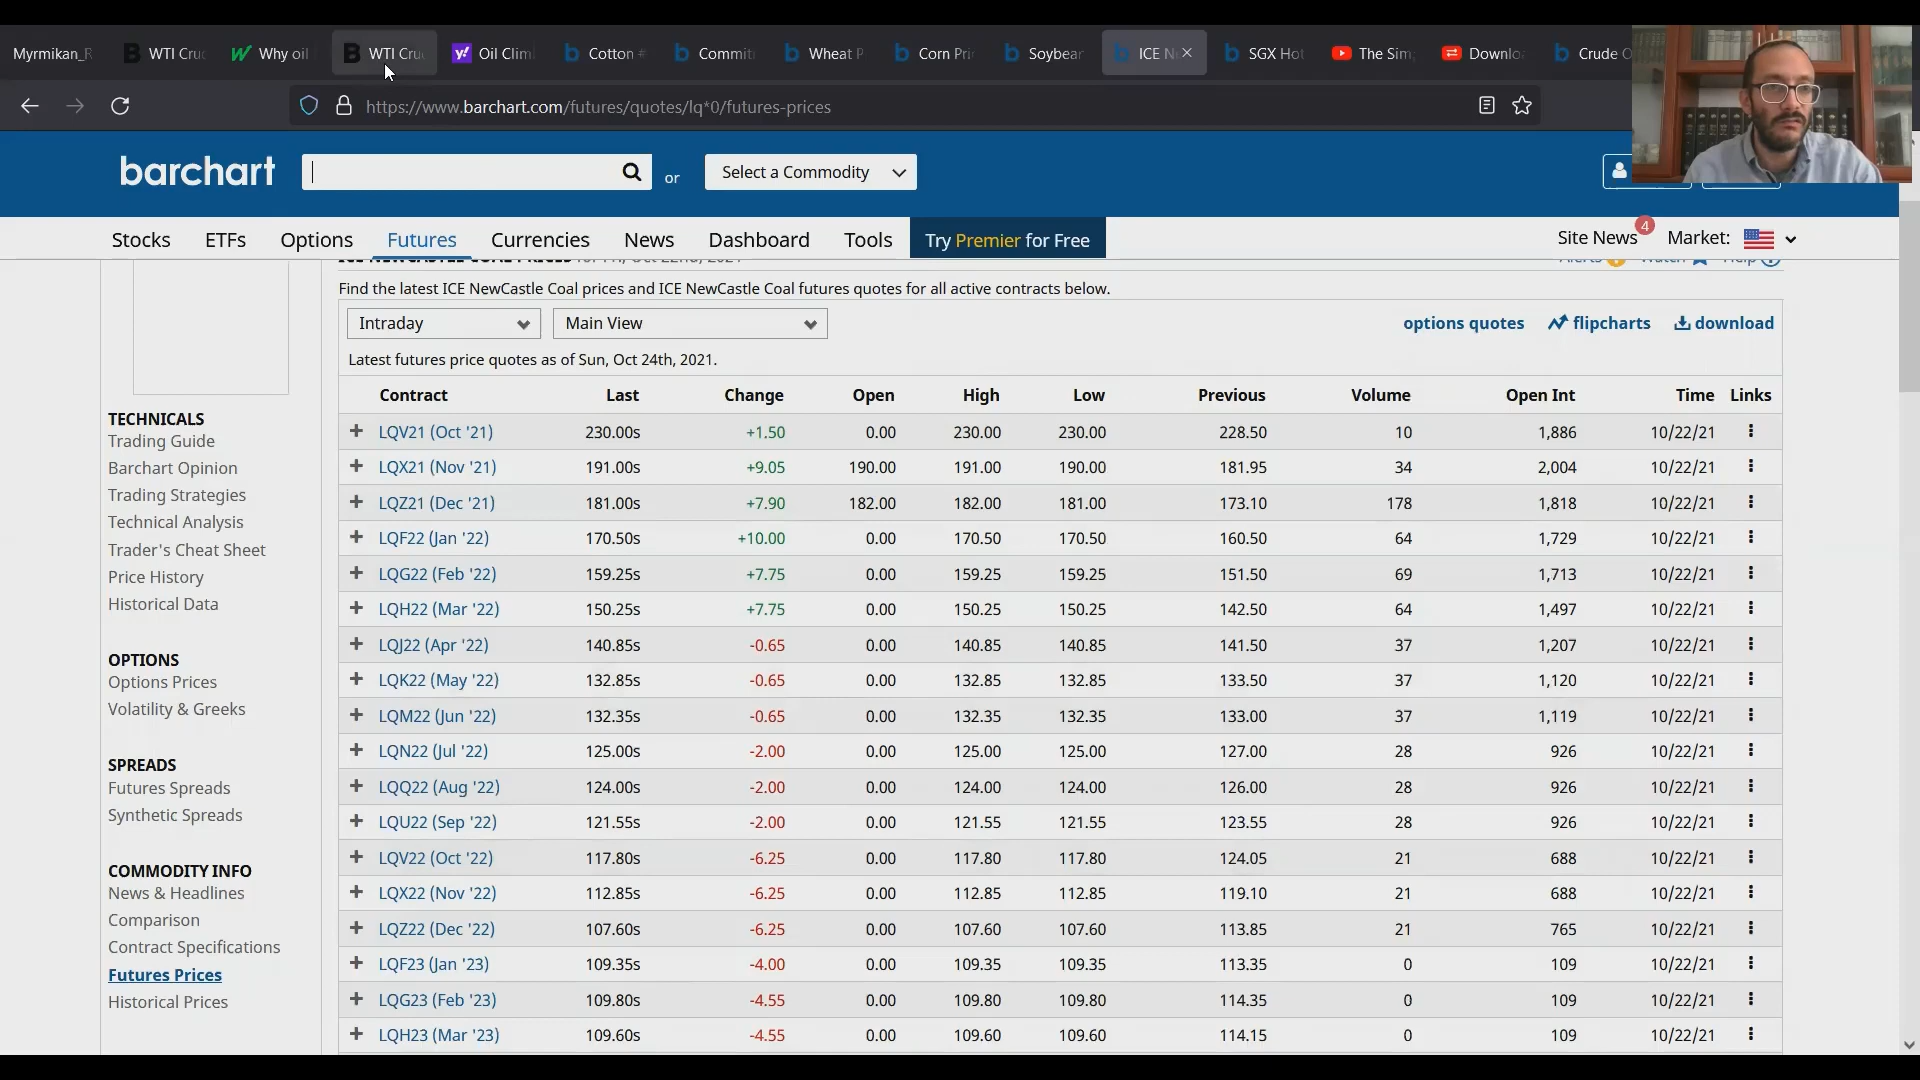 Myrmikan_R
WTI Cru
Why oil
WTI Cru
Oil Clim
Cotton #
Commit
Wheat P
Corn Pri
Soybean
ICE N
SGX Hot
The Sim
Downlo
Crude O
https://www.barchart.com/futures/quotes/lq*0/futures-prices
barchart
or
Select a Commodity
Stocks ETFs Options Futures Currencies News Dashboard Tools Try Premier for Free
Site News 4 Market:
Find the latest ICE NewCastle Coal prices and ICE NewCastle Coal futures quotes for all active contracts below.
Intraday Main View options quotes flipcharts download
Latest futures price quotes as of Sun, Oct 24th, 2021.
Contract Last Change Open High Low Previous Volume Open Int Time Links
LQV21 (Oct '21) 230.00s +1.50 0.00 230.00 230.00 228.50 10 1,886 10/22/21
LQX21 (Nov '21) 191.00s +9.05 190.00 191.00 190.00 181.95 34 2,004 10/22/21
LQZ21 (Dec '21) 181.00s +7.90 182.00 182.00 181.00 173.10 178 1,818 10/22/21
LQF22 (Jan '22) 170.50s +10.00 0.00 170.50 170.50 160.50 64 1,729 10/22/21
LQG22 (Feb '22) 159.25s +7.75 0.00 159.25 159.25 151.50 69 1,713 10/22/21
LQH22 (Mar '22) 150.25s +7.75 0.00 150.25 150.25 142.50 64 1,497 10/22/21
LQJ22 (Apr '22) 140.85s -0.65 0.00 140.85 140.85 141.50 37 1,207 10/22/21
LQK22 (May '22) 132.85s -0.65 0.00 132.85 132.85 133.50 37 1,120 10/22/21
LQM22 (Jun '22) 132.35s -0.65 0.00 132.35 132.35 133.00 37 1,119 10/22/21
LQN22 (Jul '22) 125.00s -2.00 0.00 125.00 125.00 127.00 28 926 10/22/21
LQQ22 (Aug '22) 124.00s -2.00 0.00 124.00 124.00 126.00 28 926 10/22/21
LQU22 (Sep '22) 121.55s -2.00 0.00 121.55 121.55 123.55 28 926 10/22/21
LQV22 (Oct '22) 117.80s -6.25 0.00 117.80 117.80 124.05 21 688 10/22/21
LQX22 (Nov '22) 112.85s -6.25 0.00 112.85 112.85 119.10 21 688 10/22/21
LQZ22 (Dec '22) 107.60s -6.25 0.00 107.60 107.60 113.85 21 765 10/22/21
LQF23 (Jan '23) 109.35s -4.00 0.00 109.35 109.35 113.35 0 109 10/22/21
LQG23 (Feb '23) 109.80s -4.55 0.00 109.80 109.80 114.35 0 109 10/22/21
LQH23 (Mar '23) 109.60s -4.55 0.00 109.60 109.60 114.15 0 109 10/22/21
TECHNICALS
Trading Guide
Barchart Opinion
Trading Strategies
Technical Analysis
Trader's Cheat Sheet
Price History
Historical Data
OPTIONS
Options Prices
Volatility & Greeks
SPREADS
Futures Spreads
Synthetic Spreads
COMMODITY INFO
News & Headlines
Comparison
Contract Specifications
Futures Prices
Historical Prices